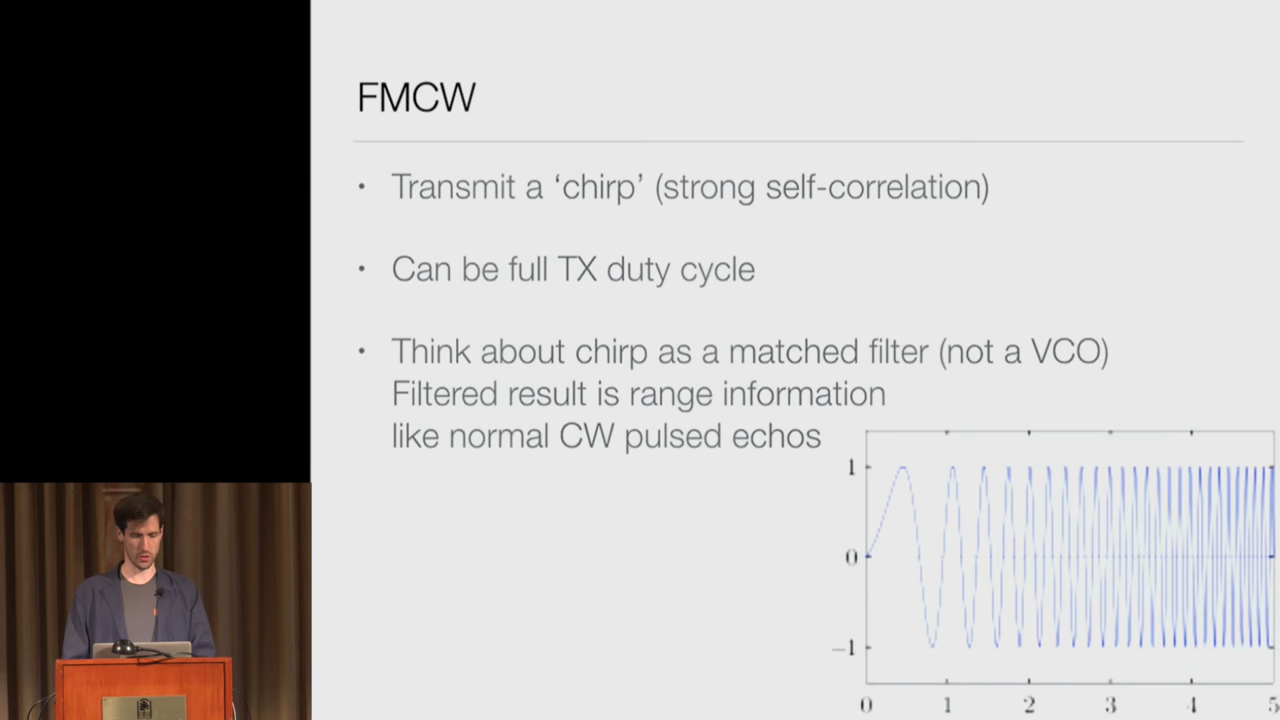 FMCW
• Transmit a ‘chirp’ (strong self-correlation)
• Can be full TX duty cycle
• Think about chirp as a matched filter (not a VCO)
Filtered result is range information
like normal CW pulsed echos
1
0
−1
0 1 2 3 4 5